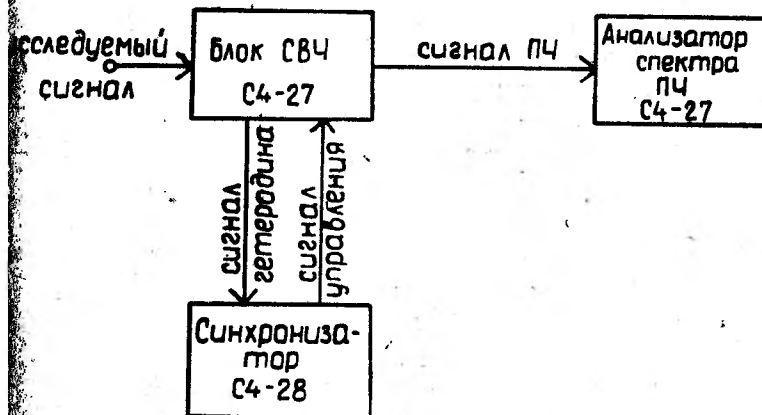 сследуемый
сигнал
Блок СВЧ
С4-27
сигнал ПЧ
Анализатор
спектра
ПЧ
С4-27
сигнал
гетеродина
сигнал
управления
Синхрониза-
тор
С4-28